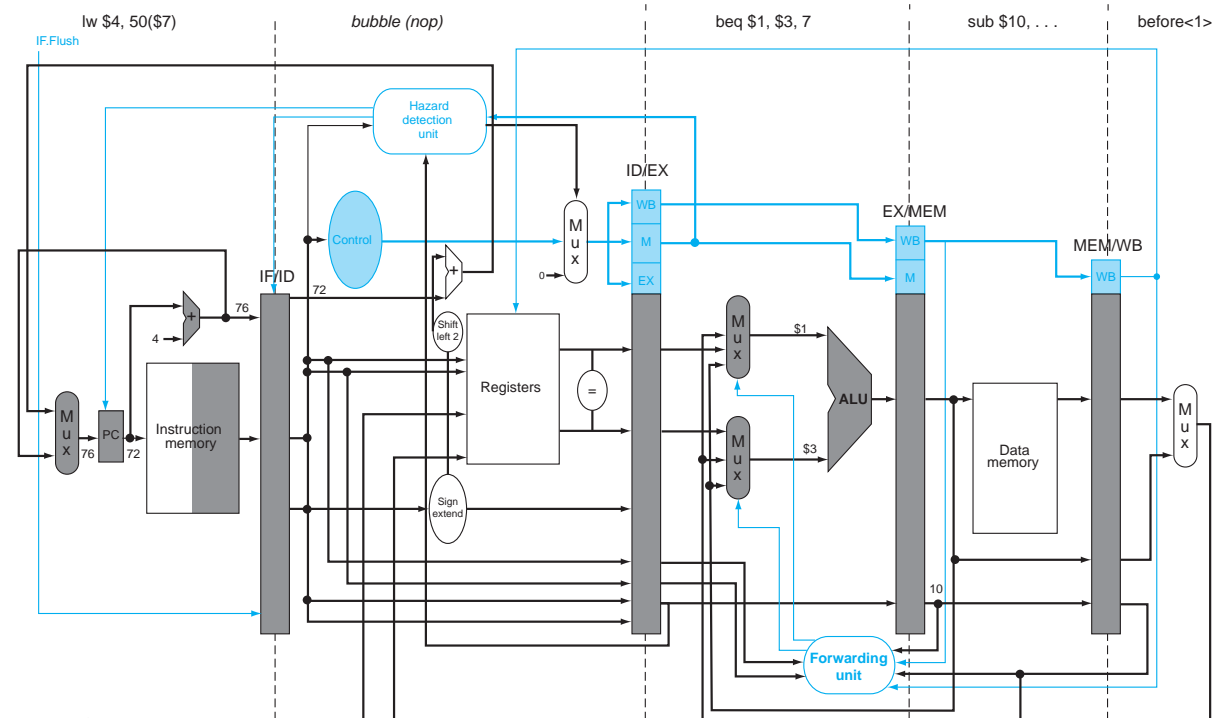 lw $4, 50($7)
bubble (nop)
beq $1, $3, 7
sub $10, . . .
before<1>
IF.Flush
Hazard
detection
unit
ID/EX
WB
M
EX
EX/MEM
WB
M
MEM/WB
WB
Control
M
u
x
0
IF/ID
72
+
76
+
4
Shift
left 2
Registers
=
M
u
x
$1
ALU
M
u
x
PC
76
72
Instruction
memory
M
u
x
$3
Data
memory
M
u
x
Sign
extend
10
Forwarding
unit